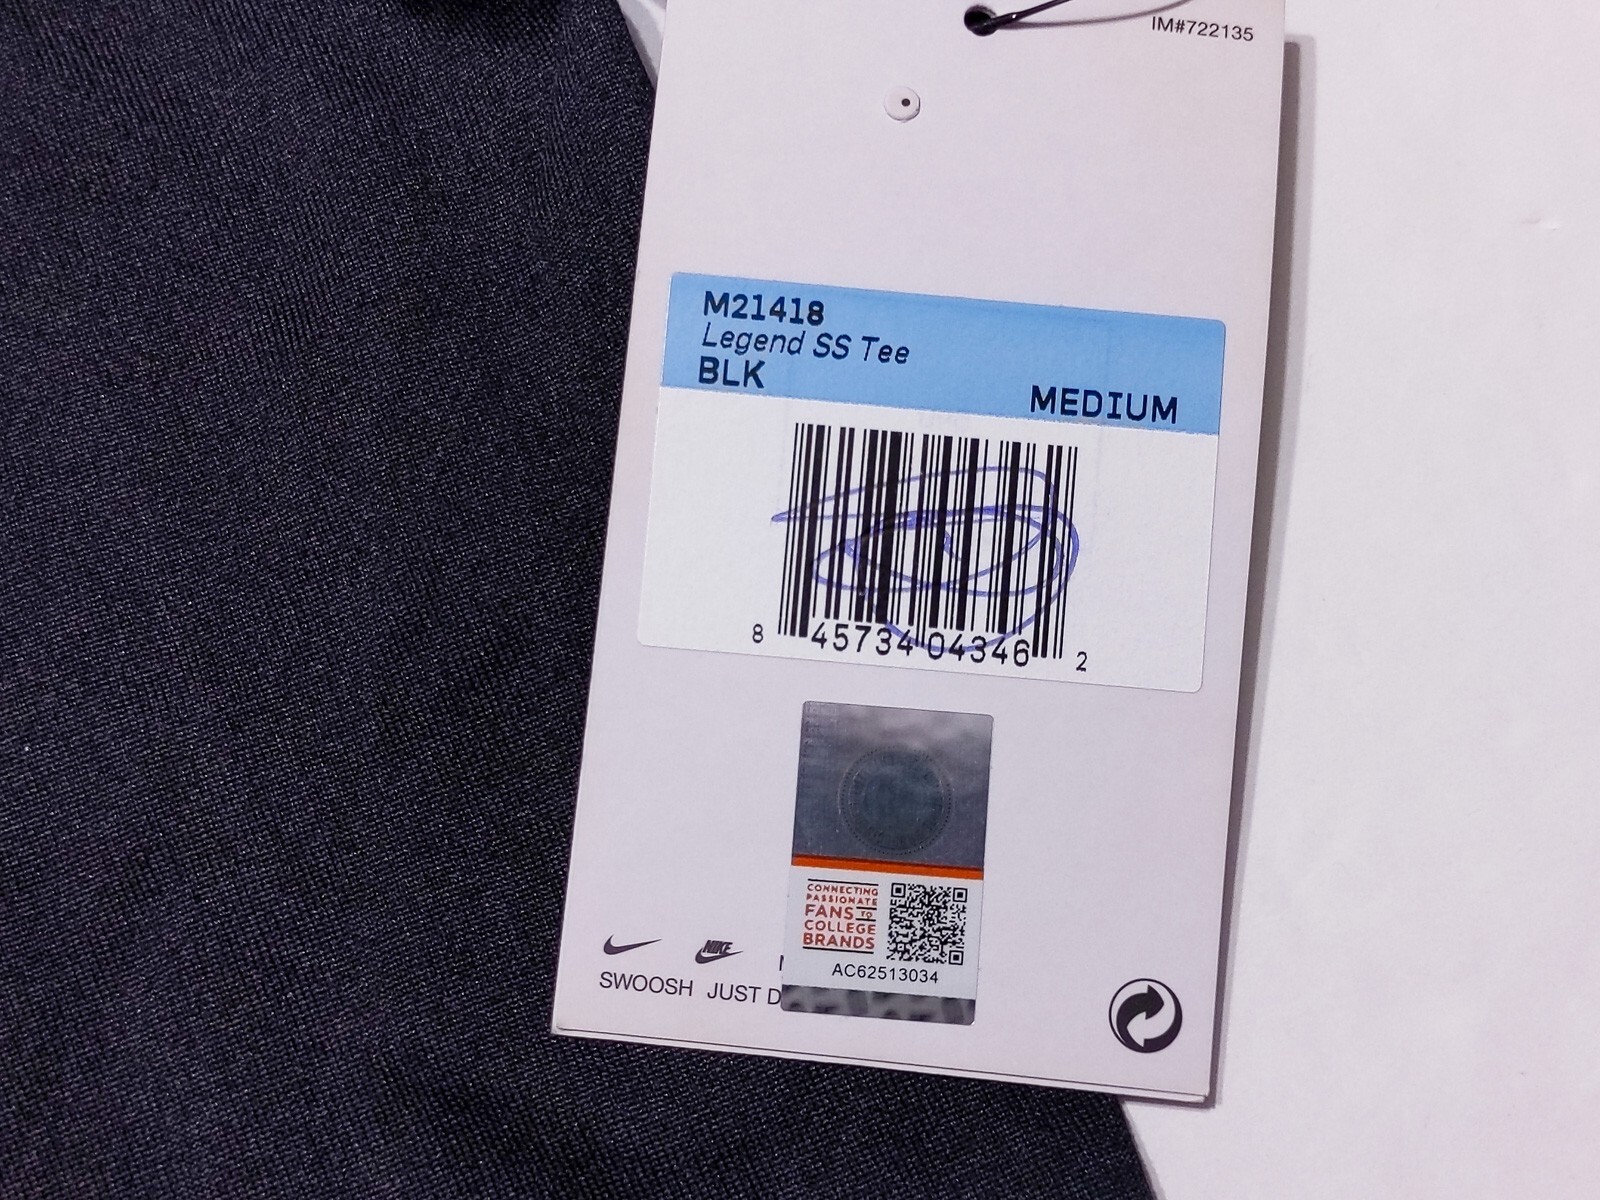 IM#722135
M21418
Legend SS Tee
BLK
MEDIUM
8 45734 04346 2
CONNECTING
PASSIONATE
FANS TO
COLLEGE
BRANDS
AC62513034
NIKE
SWOOSH JUST D